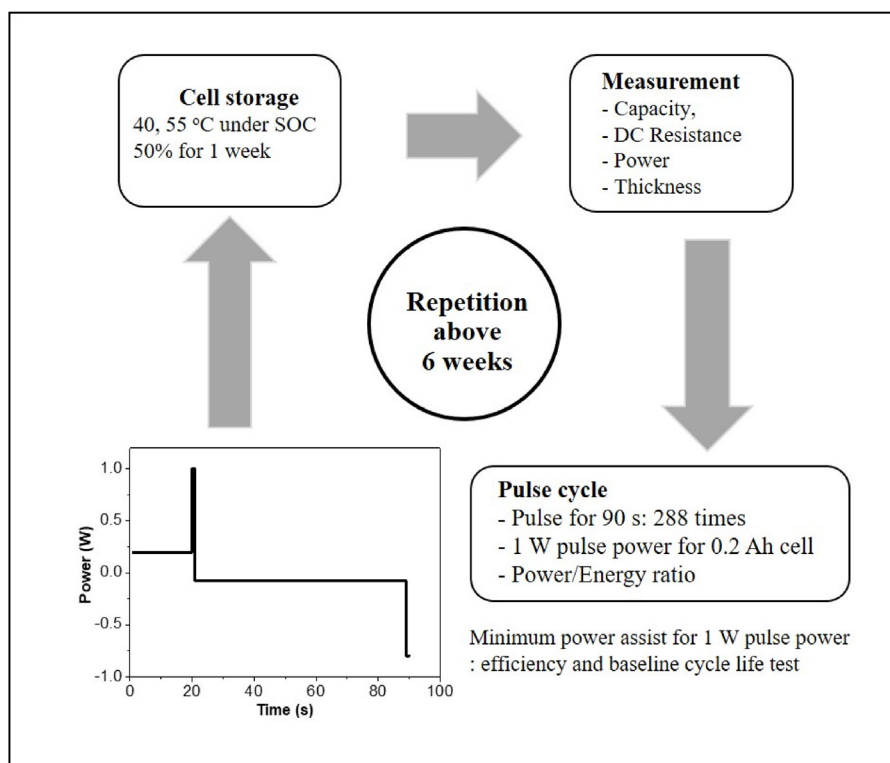 Cell storage
40, 55 °C under SOC
50% for 1 week
Measurement
- Capacity,
- DC Resistance
- Power
- Thickness
Repetition
above
6 weeks
Pulse cycle
- Pulse for 90 s: 288 times
- 1 W pulse power for 0.2 Ah cell
- Power/Energy ratio
Minimum power assist for 1 W pulse power
: efficiency and baseline cycle life test
Power (W)
1.0
0.5
0.0
-0.5
-1.0
0 20 40 60 80 100
Time (s)